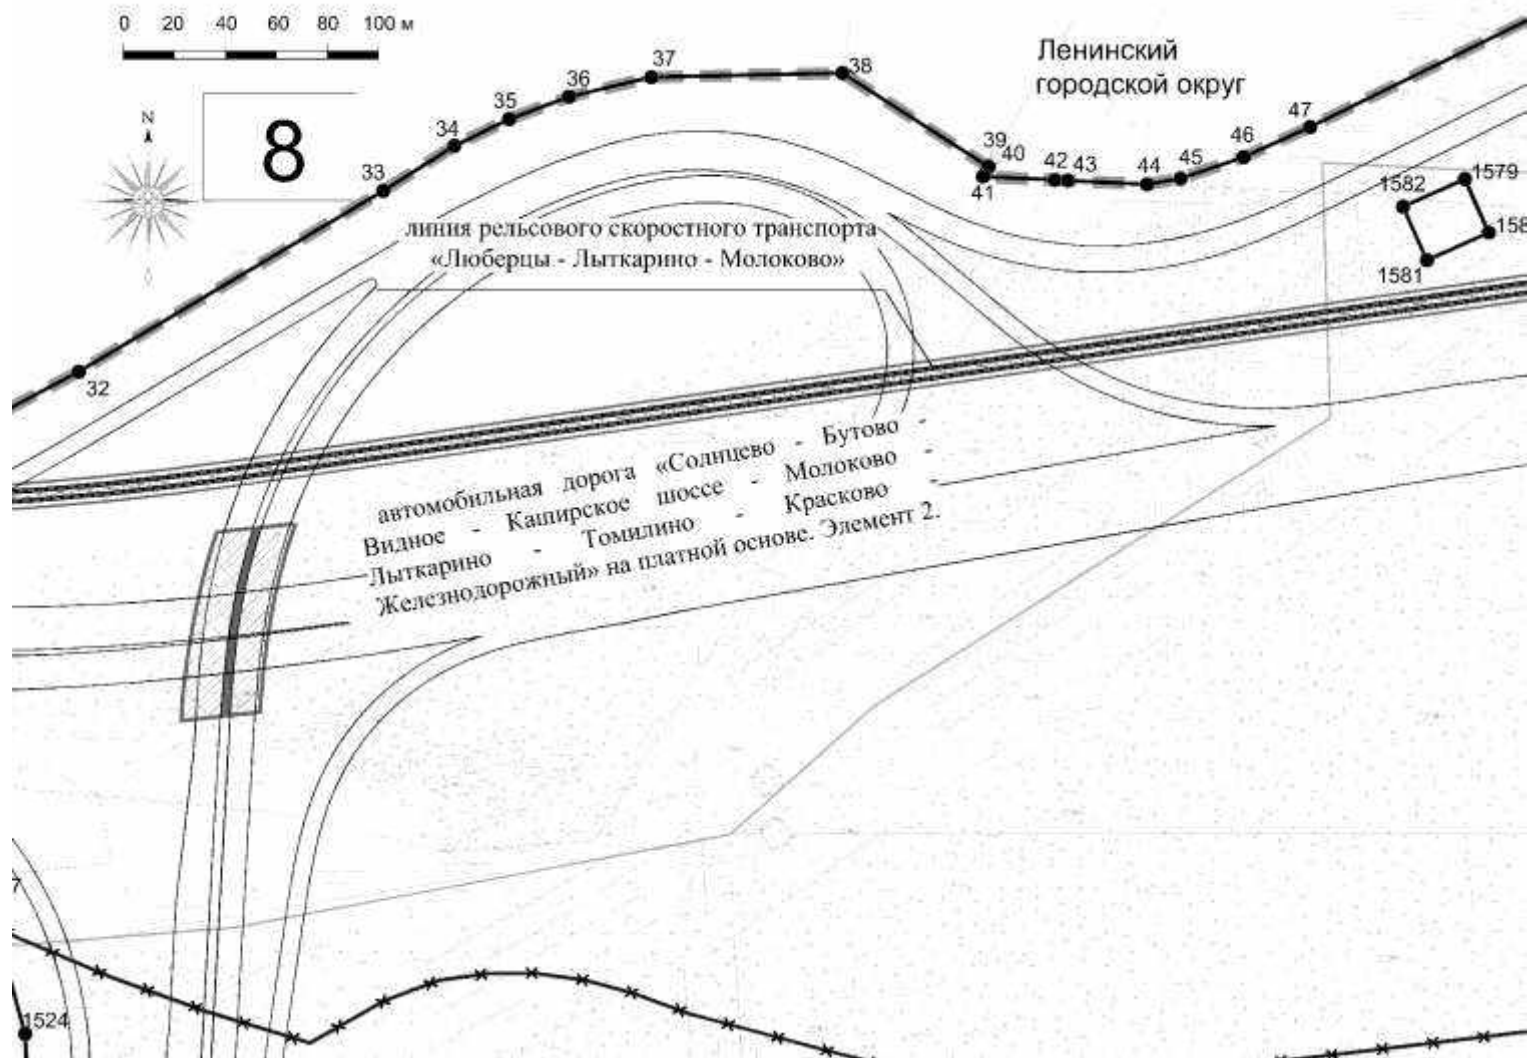 0 20 40 60 80 100 м
N
8
32
33
34
35
36
37
38
39
40
41
42
43
44
45
46
47
Ленинский
городской округ
1579
1582
158
1581
линия рельсового скоростного транспорта
«Люберцы - Лыткарино - Молоково»
автомобильная дорога «Солнцево - Бутово -
Видное - Каширское шоссе - Молоково -
Лыткарино - Томилино - Красково -
Железнодорожный» на платной основе. Элемент 2.
7
1524